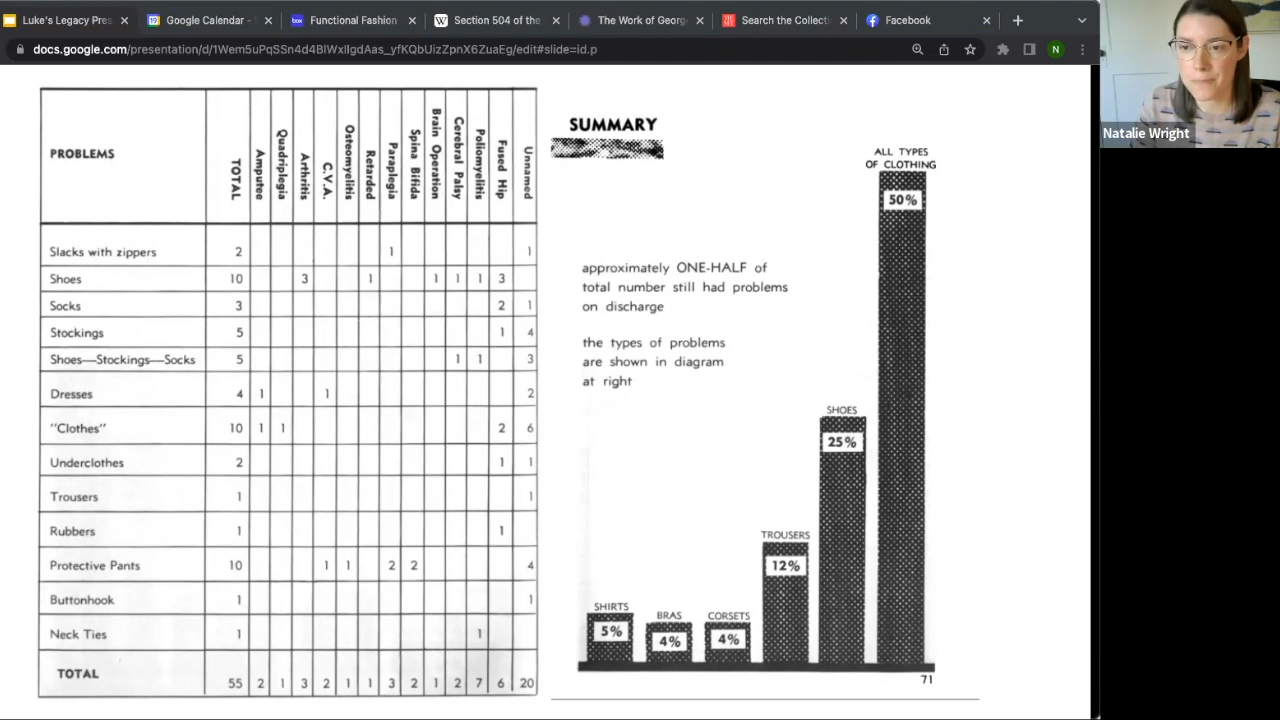 Luke's Legacy Pres
Google Calendar -
Functional Fashion
Section 504 of the
The Work of Georg
Search the Collecti
Facebook
docs.google.com/presentation/d/1Wem5uPqSSn4d4BlWxIlgdAas_yfKQbUizZpnX6ZuaEg/edit#slide=id.p
N
Natalie Wright
PROBLEMS TOTAL Amputee Quadriplegia Arthritis C.V.A. Osteomyelitis Retarded Paraplegia Spina Bifida Brain Operation Cerebral Palsy Poliomyelitis Fused Hip Unnamed
Slacks with zippers 2 1 1
Shoes 10 3 1 1 1 1 3
Socks 3 2 1
Stockings 5 1 4
Shoes—Stockings—Socks 5 1 1 3
Dresses 4 1 1 2
"Clothes" 10 1 1 2 6
Underclothes 2 1 1
Trousers 1 1
Rubbers 1 1
Protective Pants 10 1 1 2 2 4
Buttonhook 1 1
Neck Ties 1 1
TOTAL 55 2 1 3 2 1 1 3 2 1 2 7 6 20
SUMMARY
approximately ONE-HALF of
total number still had problems
on discharge
the types of problems
are shown in diagram
at right
ALL TYPES
OF CLOTHING
50%
SHOES
25%
TROUSERS
12%
SHIRTS
5%
BRAS
4%
CORSETS
4%
71